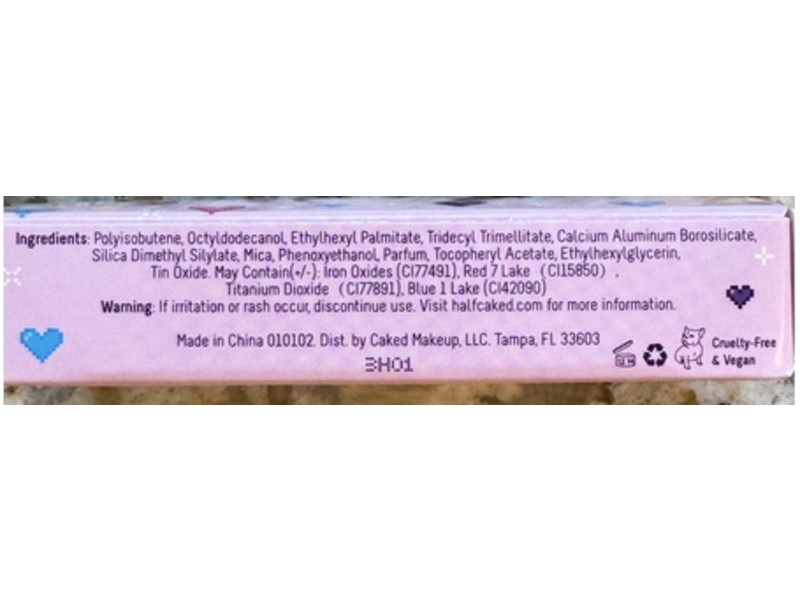 Ingredients: Polyisobutene, Octyldodecanol, Ethylhexyl Palmitate, Tridecyl Trimellitate, Calcium Aluminum Borosilicate,
Silica Dimethyl Silylate, Mica, Phenoxyethanol, Parfum, Tocopheryl Acetate, Ethylhexylglycerin,
Tin Oxide. May Contain(+/-): Iron Oxides (CI77491), Red 7 Lake (CI15850) ,
Titanium Dioxide (CI77891), Blue 1 Lake (CI42090)
Warning: If irritation or rash occur, discontinue use. Visit halfcaked.com for more information.
Made in China 010102. Dist. by Caked Makeup, LLC. Tampa, FL 33603
3H01
12 M
Cruelty-Free
& Vegan